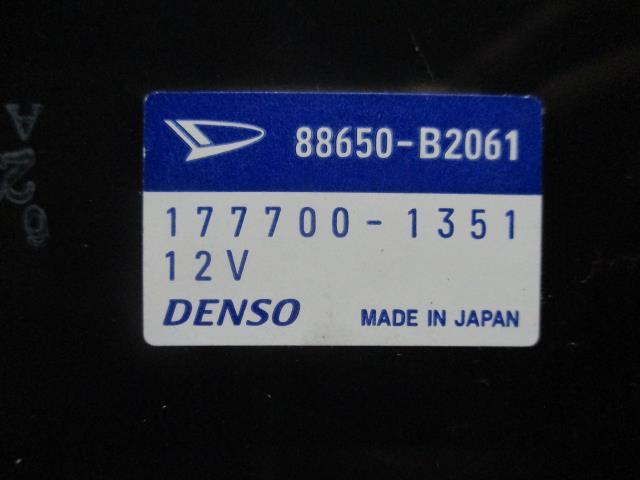 88650-B2061
177700-1351
12V
DENSO MADE IN JAPAN
A